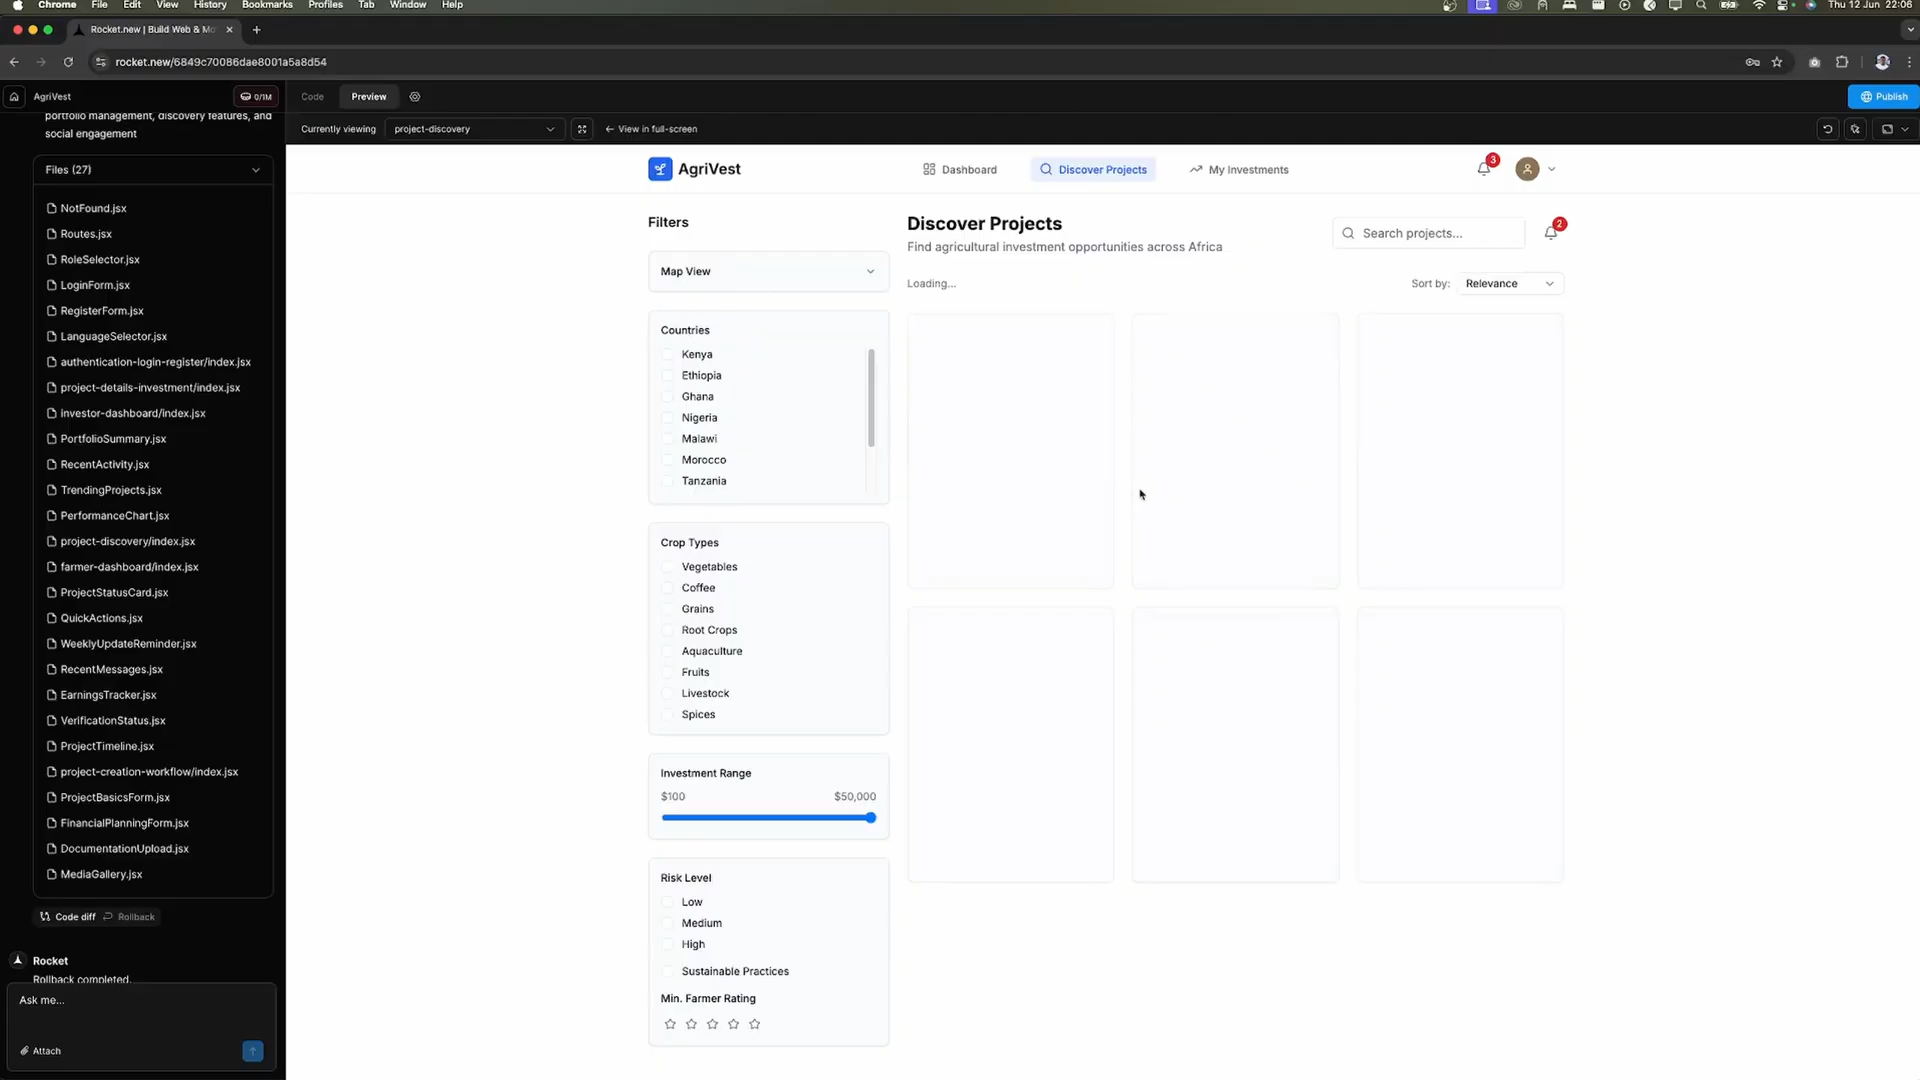 Chrome File Edit View History Bookmarks Profiles Tab Window Help Thu 12 Jun 22:06
Rocket.new | Build Web & Mo
rocket.new/6849c70086dae8001a5a8d54
AgriVest 0/1M Code Preview Publish
portfolio management, discovery features, and
social engagement
Files (27)
NotFound.jsx
Routes.jsx
RoleSelector.jsx
LoginForm.jsx
RegisterForm.jsx
LanguageSelector.jsx
authentication-login-register/index.jsx
project-details-investment/index.jsx
investor-dashboard/index.jsx
PortfolioSummary.jsx
RecentActivity.jsx
TrendingProjects.jsx
PerformanceChart.jsx
project-discovery/index.jsx
farmer-dashboard/index.jsx
ProjectStatusCard.jsx
QuickActions.jsx
WeeklyUpdateReminder.jsx
RecentMessages.jsx
EarningsTracker.jsx
VerificationStatus.jsx
ProjectTimeline.jsx
project-creation-workflow/index.jsx
ProjectBasicsForm.jsx
FinancialPlanningForm.jsx
DocumentationUpload.jsx
MediaGallery.jsx
Code diff Rollback
Rocket
Rollback completed.
Ask me...
Attach
Currently viewing project-discovery View in full-screen
AgriVest Dashboard Discover Projects My Investments 3
Filters
Map View
Countries
Kenya
Ethiopia
Ghana
Nigeria
Malawi
Morocco
Tanzania
Crop Types
Vegetables
Coffee
Grains
Root Crops
Aquaculture
Fruits
Livestock
Spices
Investment Range
$100 $50,000
Risk Level
Low
Medium
High
Sustainable Practices
Min. Farmer Rating
Discover Projects
Find agricultural investment opportunities across Africa
Search projects... 2
Loading... Sort by: Relevance